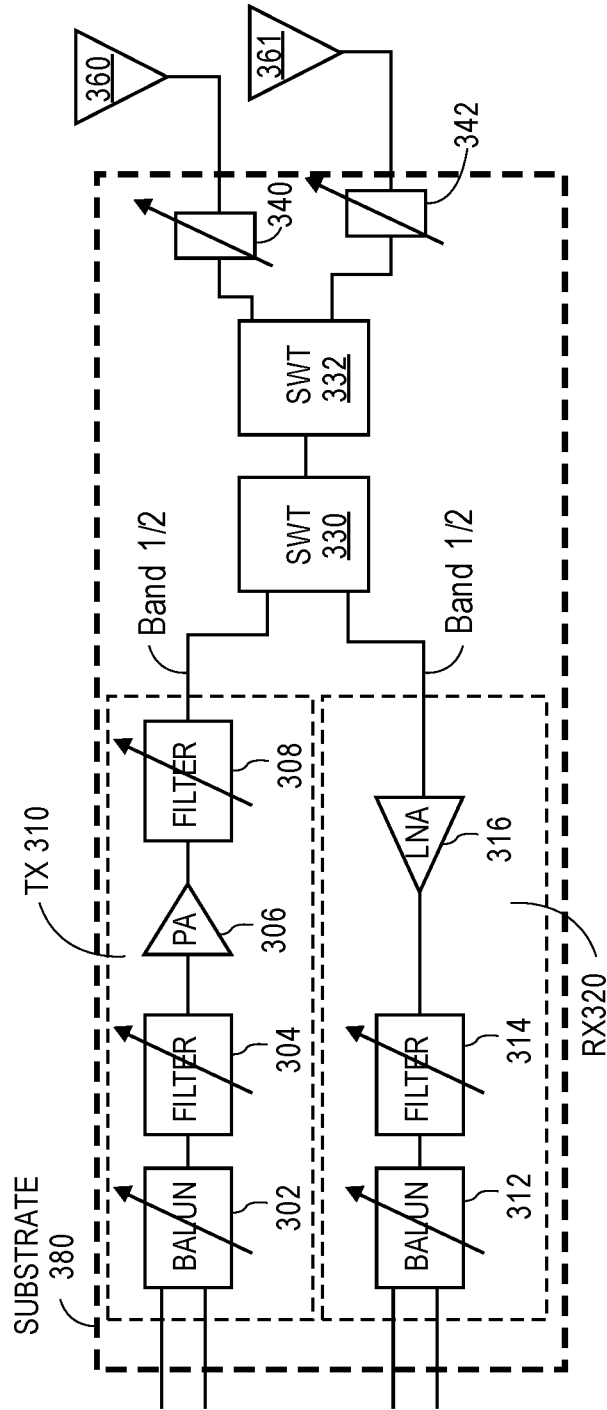 SUBSTRATE
380
TX 310
BALUN
302
FILTER
304
PA
306
FILTER
308
Band 1/2
SWT
330
SWT
332
340
360
361
342
BALUN
312
FILTER
314
LNA
316
Band 1/2
RX320